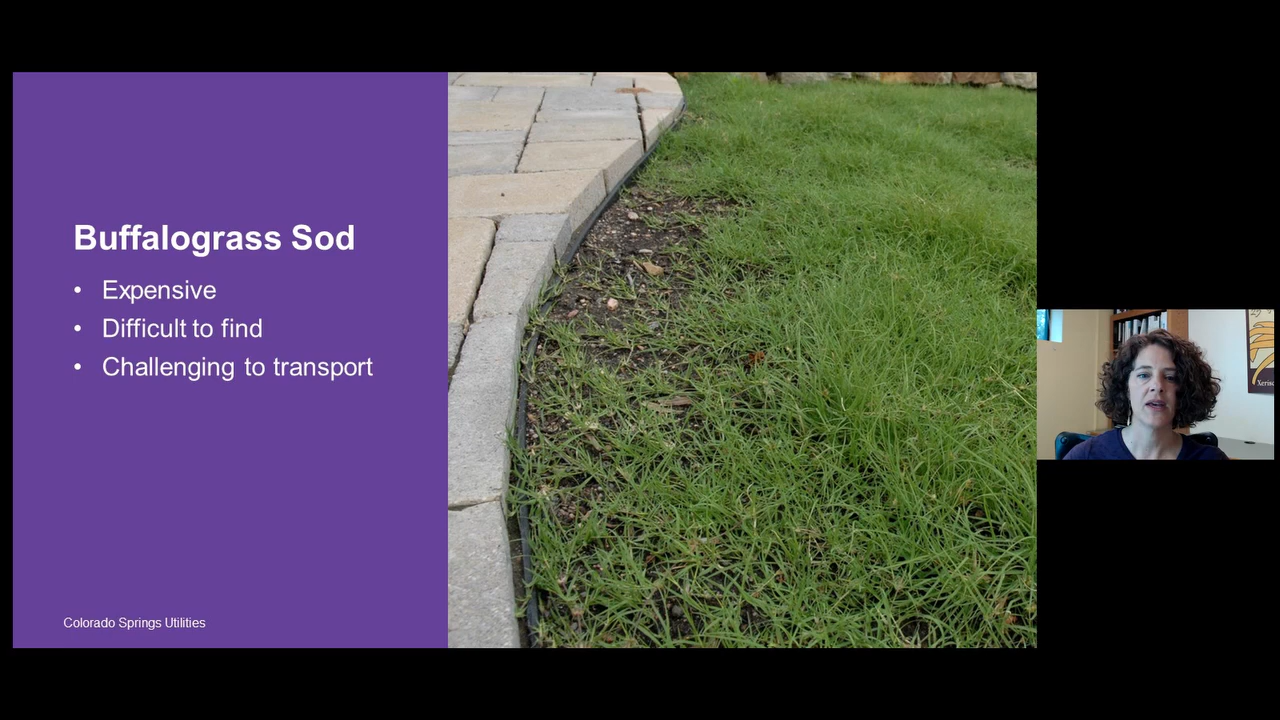 Buffalograss Sod
• Expensive
• Difficult to find
• Challenging to transport
Colorado Springs Utilities